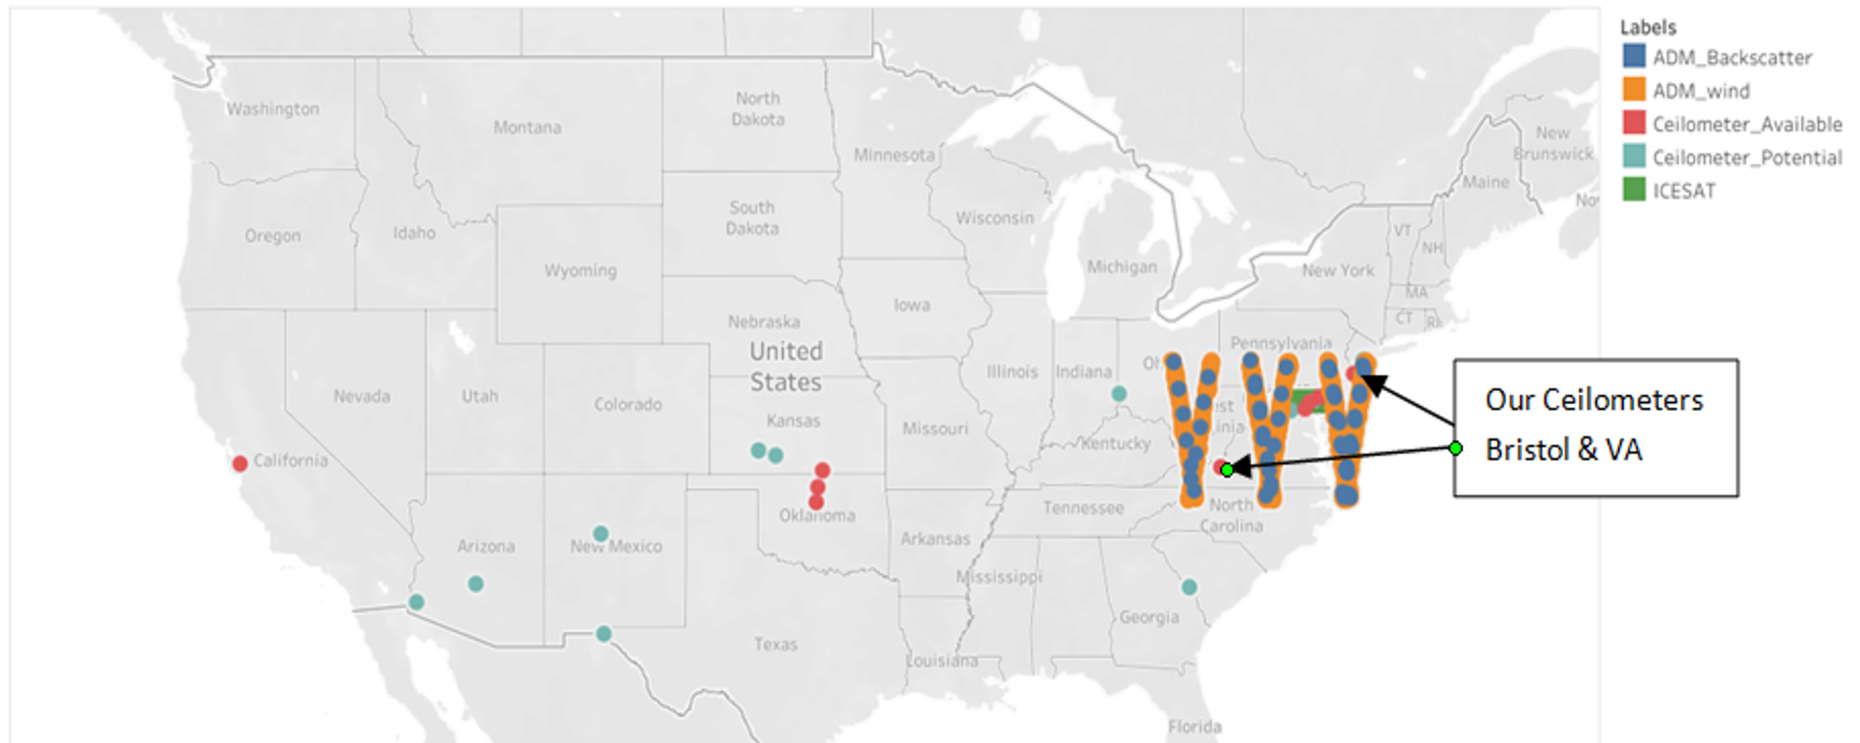 Labels
ADM_Backscatter
ADM_wind
Ceilometer_Available
Ceilometer_Potential
ICESAT
Washington
Montana
North
Dakota
Minnesota
New
Brunswick
Maine
Oregon
Idaho
South
Dakota
Wisconsin
VT
NH
Wyoming
Michigan
New York
MA
Iowa
CT
RI
Nebraska
Pennsylvania
United
States
Nevada
Utah
Colorado
Kansas
Illinois
Indiana
Missouri
Kentucky
Our Ceilometers
Bristol & VA
California
Oklahoma
Tennessee
North
Carolina
Arizona
New Mexico
Arkansas
Mississippi
Georgia
Texas
Louisiana
Florida